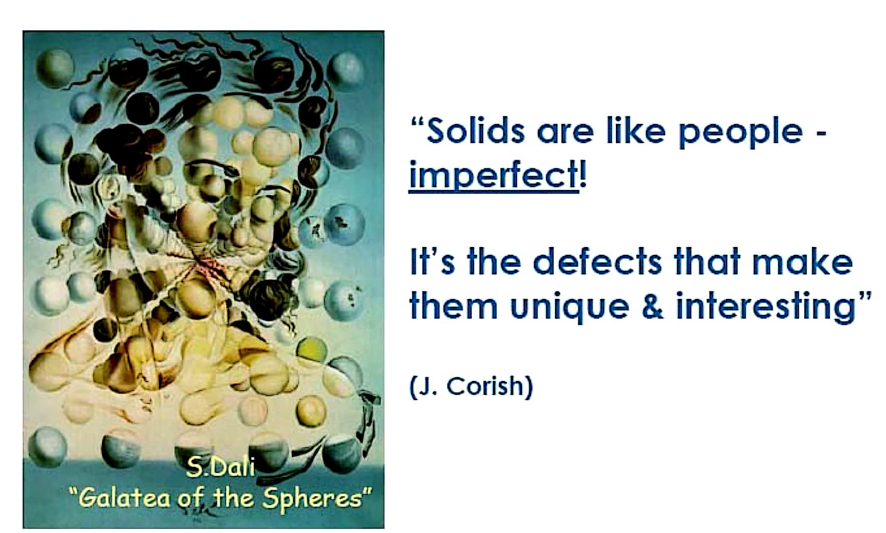 “Solids are like people -
imperfect!
It’s the defects that make
them unique & interesting”
(J. Corish)
S.Dali
“Galatea of the Spheres”